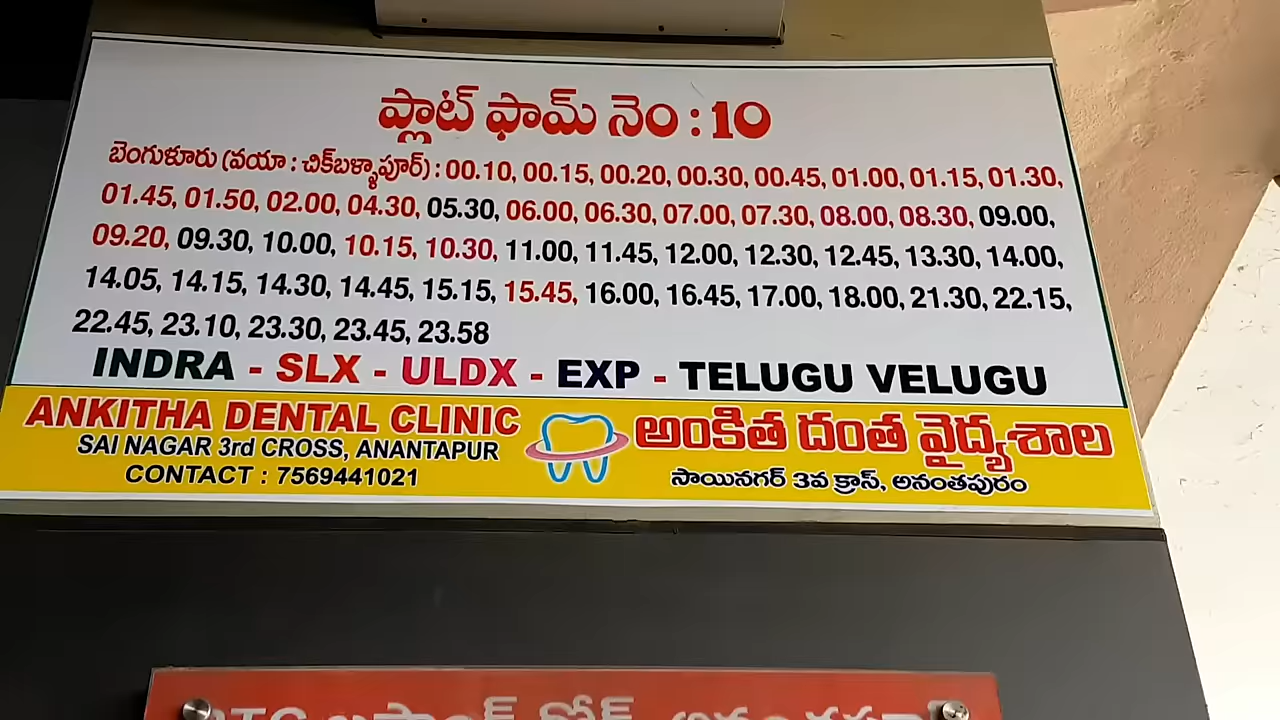 ప్లాట్ ఫామ్ నెం : 10
బెంగుళూరు (వయా : చిక్‌బళ్ళాపూర్) : 00.10, 00.15, 00.20, 00.30, 00.45, 01.00, 01.15, 01.30,
01.45, 01.50, 02.00, 04.30, 05.30, 06.00, 06.30, 07.00, 07.30, 08.00, 08.30, 09.00,
09.20, 09.30, 10.00, 10.15, 10.30, 11.00, 11.45, 12.00, 12.30, 12.45, 13.30, 14.00,
14.05, 14.15, 14.30, 14.45, 15.15, 15.45, 16.00, 16.45, 17.00, 18.00, 21.30, 22.15,
22.45, 23.10, 23.30, 23.45, 23.58
INDRA - SLX - ULDX - EXP - TELUGU VELUGU
ANKITHA DENTAL CLINIC
SAI NAGAR 3rd CROSS, ANANTAPUR
CONTACT : 7569441021
అంకిత దంత వైద్యశాల
సాయినగర్ 3వ క్రాస్, అనంతపురం